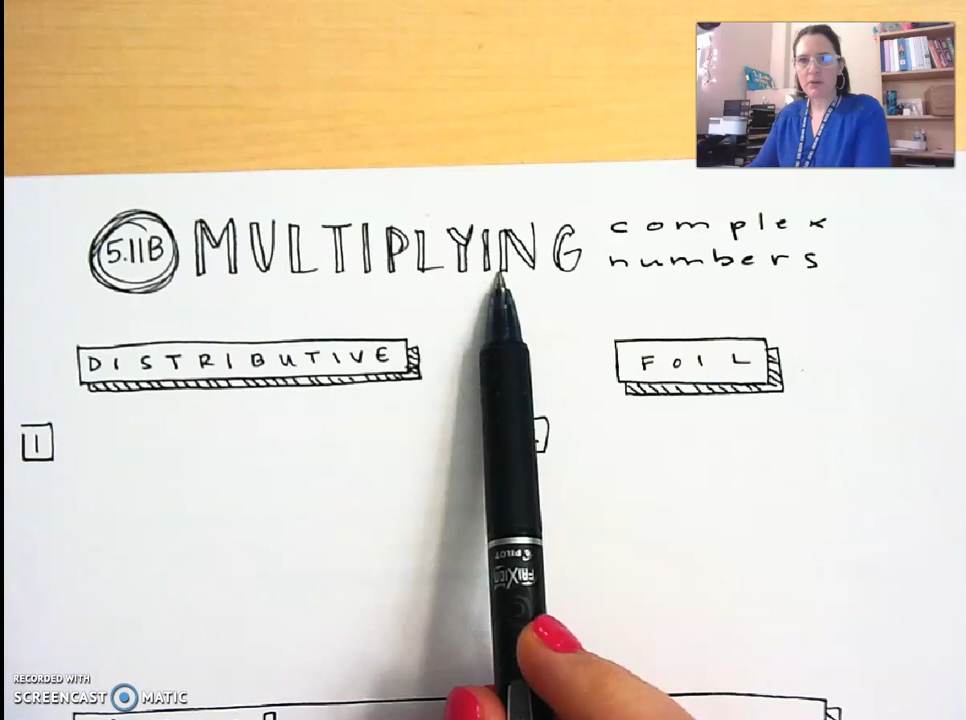 5.11B MULTIPLYING complex
numbers
DISTRIBUTIVE
FOIL
1
PILOT
FRIXION
RECORDED WITH
SCREENCAST MATIC